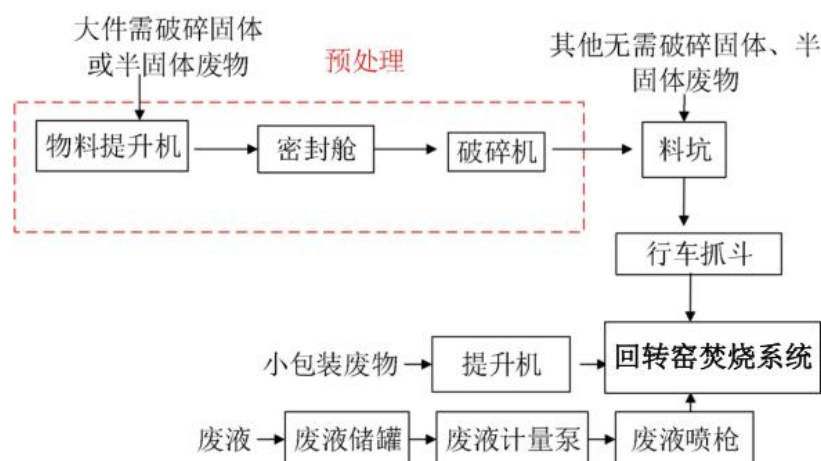 大件需破碎固体
或半固体废物
预处理
其他无需破碎固体、半
固体废物
物料提升机
密封舱
破碎机
料坑
行车抓斗
小包装废物
提升机
回转窑焚烧系统
废液
废液储罐
废液计量泵
废液喷枪